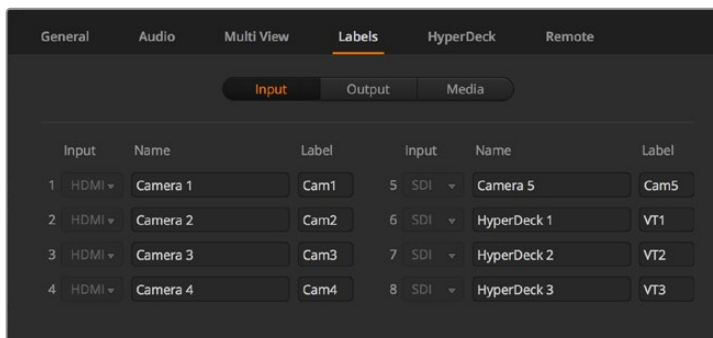 General Audio Multi View Labels HyperDeck Remote
Input Output Media
Input Name Label Input Name Label
1 HDMI Camera 1 Cam1 5 SDI Camera 5 Cam5
2 HDMI Camera 2 Cam2 6 SDI HyperDeck 1 VT1
3 HDMI Camera 3 Cam3 7 SDI HyperDeck 2 VT2
4 HDMI Camera 4 Cam4 8 SDI HyperDeck 3 VT3